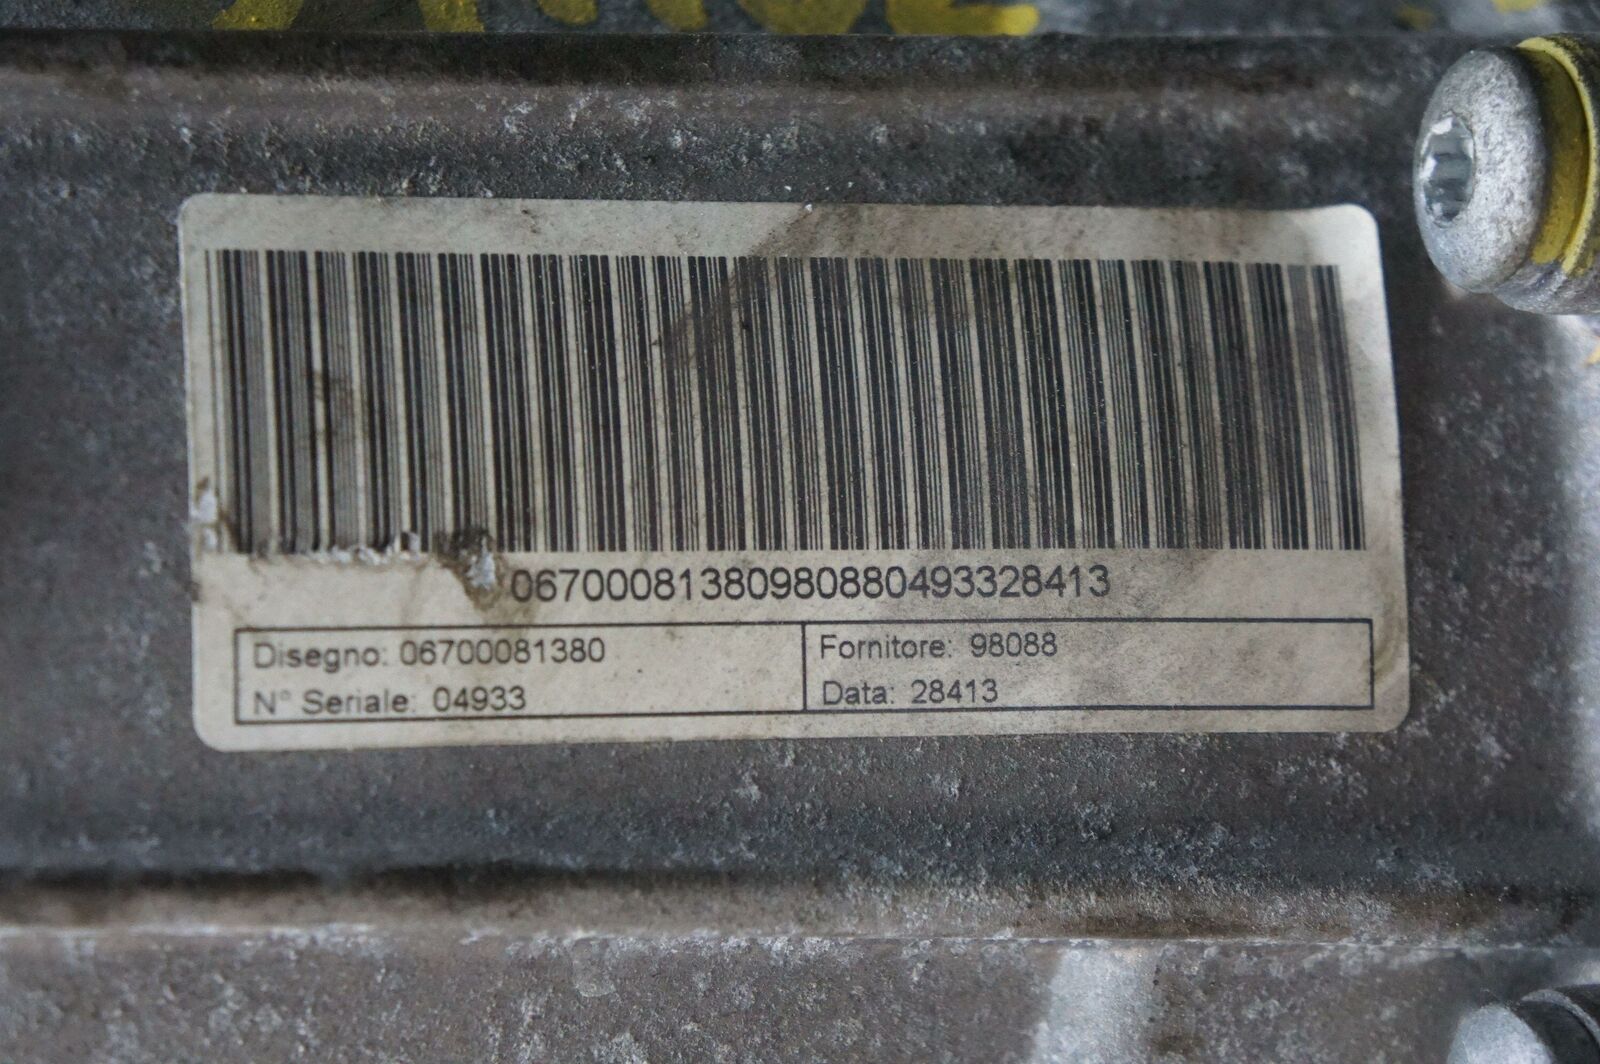 06700081380980880493328413
Disegno: 06700081380
Fornitore: 98088
N° Seriale: 04933
Data: 28413